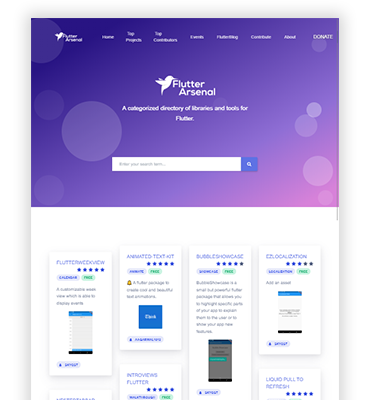 Flutter
Arsenal
Home
Top
Projects
Top
Contributors
Events
FlutterBlog
Contribute
About
DONATE
Flutter
Arsenal
A categorized directory of libraries and tools for
Flutter.
Enter your search term...
FLUTTERWEEKVIEW
CALENDAR FREE
A customizable week
view which is able to
display events
ANIMATED-TEXT-KIT
ANIMATE FREE
A flutter package to
create cool and beautiful
text animations.
INTROVIEWS
FLUTTER
FREE
BUBBLESHOWCASE
SHOWCASE FREE
BubbleShowcase is a
small but powerful flutter
package that allows you
to highlight specific parts
of your app to explain
them to the user or to
show your app new
features
EZLOCALIZATION
LOCALIZATION FREE
Add an asset
LIQUID PULL TO
REFRESH